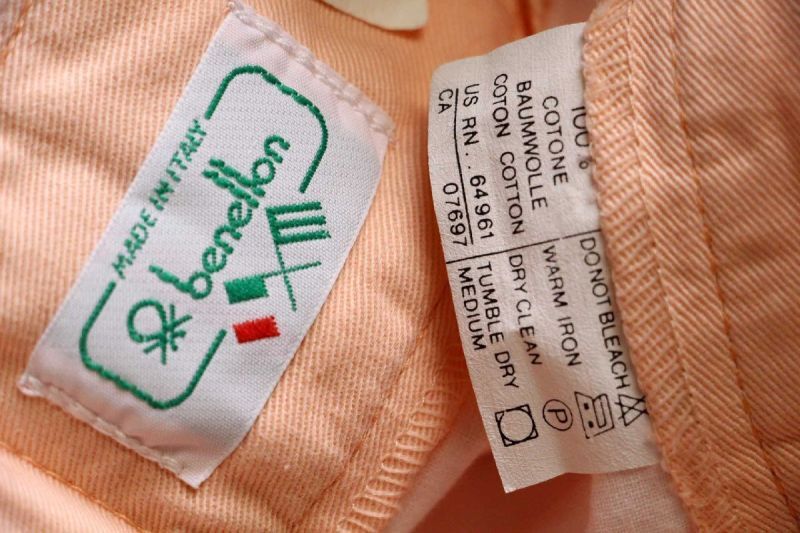 MADE IN ITALY
benetton
100%
COTONE
BAUMWOLLE
COTON COTTON
US RN.. 64961
CA 07697
DO NOT BLEACH
WARM IRON
DRY CLEAN
TUMBLE DRY
MEDIUM
P